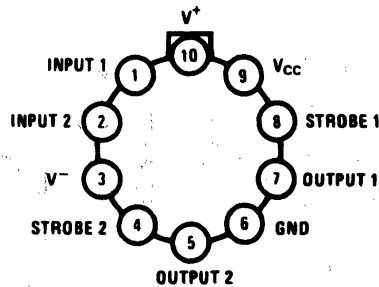 V+
10
INPUT 1
1
9
VCC
INPUT 2
2
8
STROBE 1
V−
3
7
OUTPUT 1
STROBE 2
4
5
6
GND
OUTPUT 2